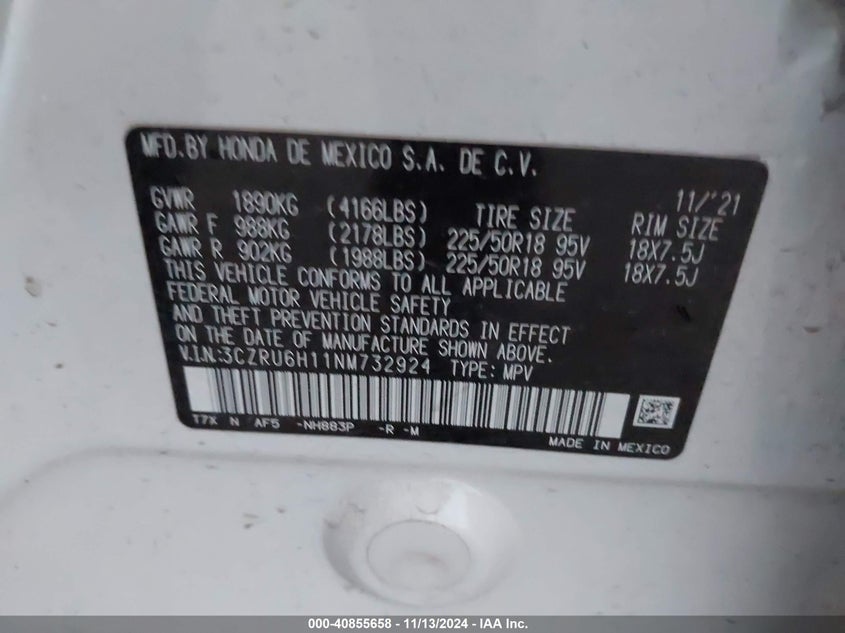 MFD.BY HONDA DE MEXICO S.A. DE C.V.
11/'21
GVWR 1890KG (4166LBS) TIRE SIZE RIM SIZE
GAWR F 988KG (2178LBS) 225/50R18 95V 18X7.5J
GAWR R 902KG (1988LBS) 225/50R18 95V 18X7.5J
THIS VEHICLE CONFORMS TO ALL APPLICABLE
FEDERAL MOTOR VEHICLE SAFETY
AND THEFT PREVENTION STANDARDS IN EFFECT
ON THE DATE OF MANUFACTURE SHOWN ABOVE.
V.I.N:3CZRU6H11NM732924 TYPE:MPV
T7X N AF5 -NH883P -R -M
MADE IN MEXICO
000-40855658 - 11/13/2024 - IAA Inc.